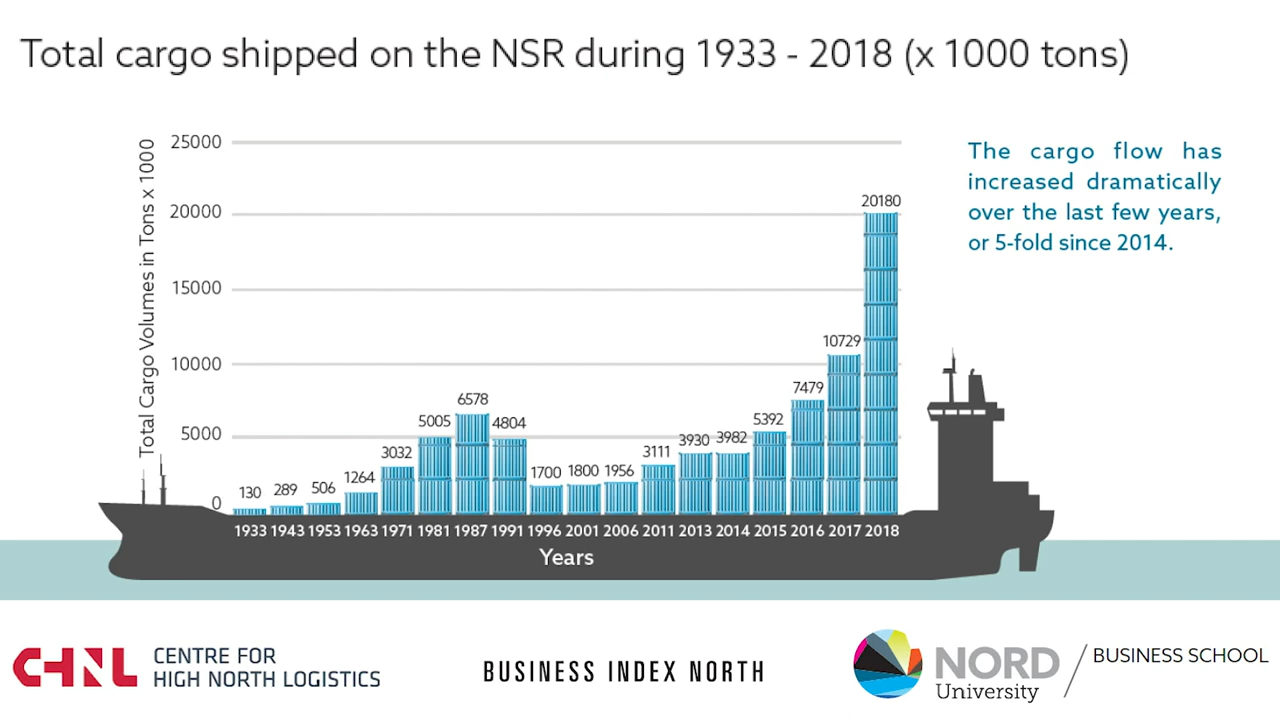 Total cargo shipped on the NSR during 1933 - 2018 (x 1000 tons)
Total Cargo Volumes in Tons x 1000
25000
20000
15000
10000
5000
0
130
289
506
1264
3032
5005
6578
4804
1700
1800
1956
3111
3930
3982
5392
7479
10729
20180
The cargo flow has
increased dramatically
over the last few years,
or 5-fold since 2014.
1933 1943 1953 1963 1971 1981 1987 1991 1996 2001 2006 2011 2013 2014 2015 2016 2017 2018
Years
CHNL
CENTRE FOR
HIGH NORTH LOGISTICS
BUSINESS INDEX NORTH
NORD
University
BUSINESS SCHOOL